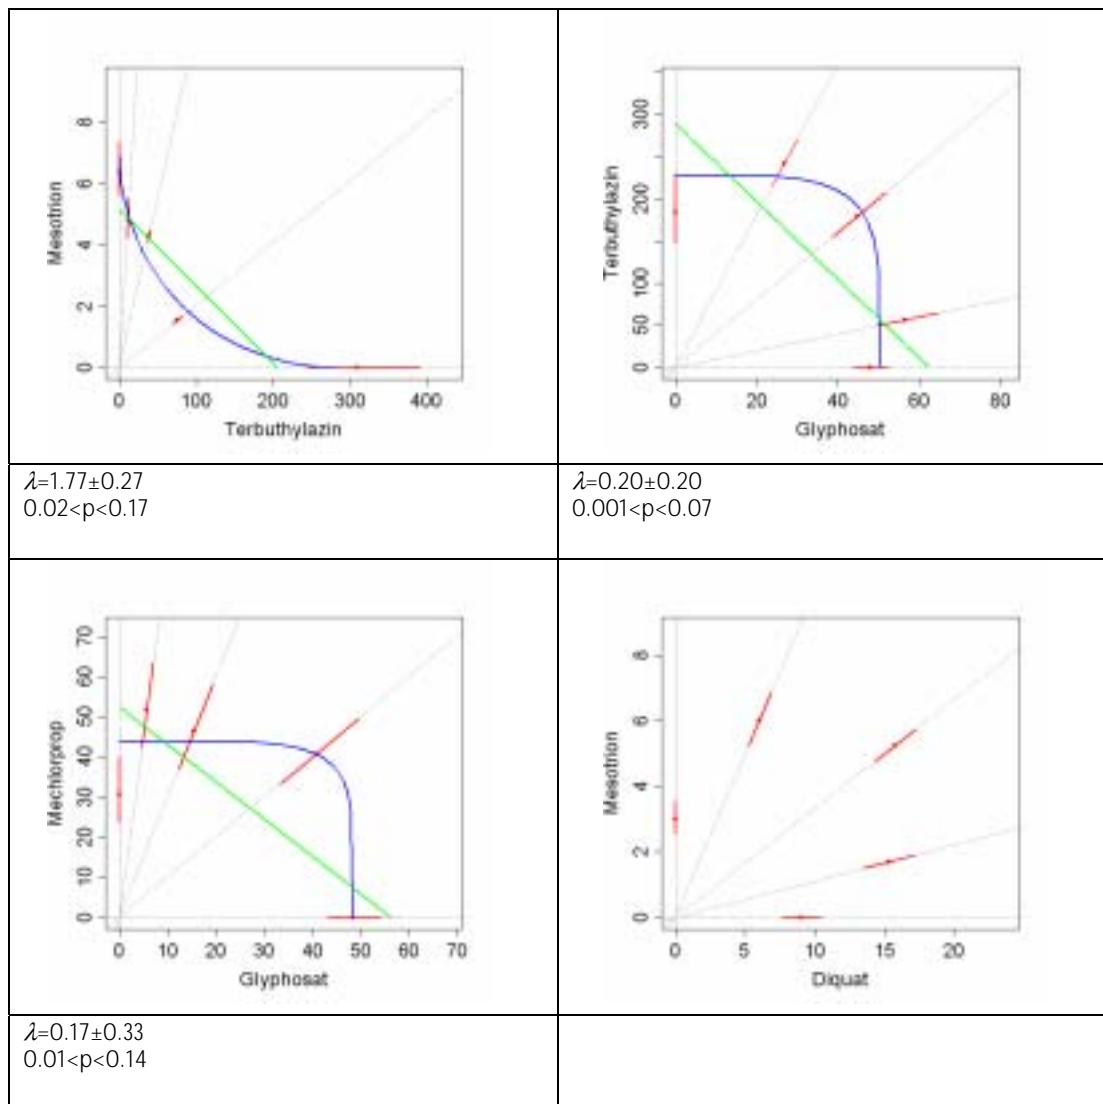 Mesotrion
8
6
4
2
0
0 100 200 300 400
Terbuthylazin
Terbuthylazin
300
200
100
50
0
0 20 40 60 80
Glyphosat
λ=1.77±0.27
0.02<p<0.17
λ=0.20±0.20
0.001<p<0.07
Mechlorprop
70
60
50
40
30
20
10
0
0 10 20 30 40 50 60 70
Glyphosat
Mesotrion
8
6
4
2
0
0 5 10 15 20
Diquat
λ=0.17±0.33
0.01<p<0.14